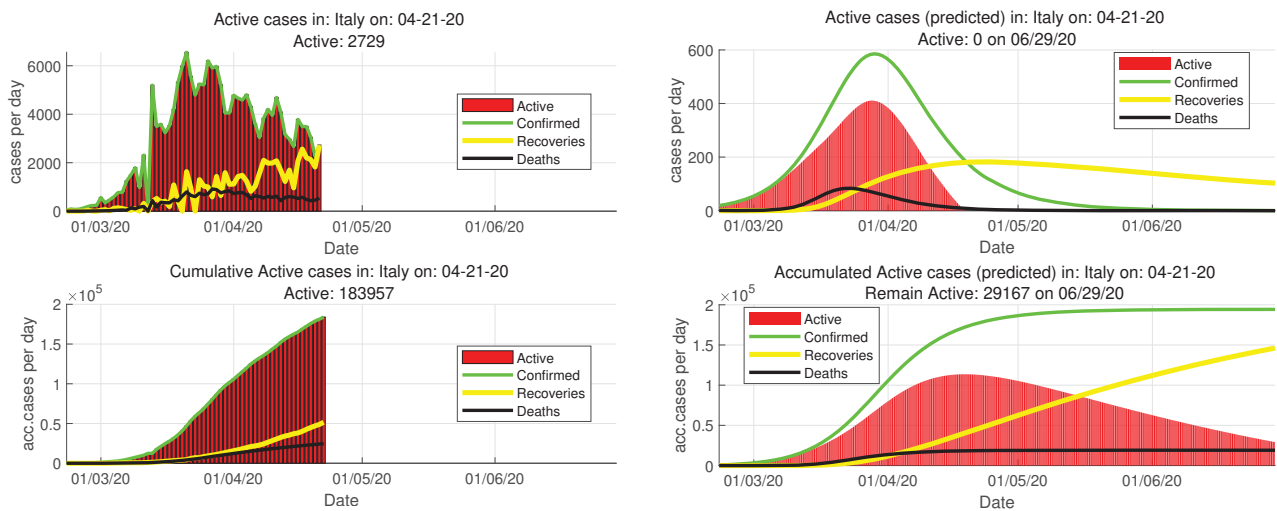 Active cases in: Italy on: 04-21-20
Active: 2729
cases per day
6000
4000
2000
0
Active
Confirmed
Recoveries
Deaths
01/03/20 01/04/20 01/05/20 01/06/20
Date
Active cases (predicted) in: Italy on: 04-21-20
Active: 0 on 06/29/20
cases per day
600
400
200
0
Active
Confirmed
Recoveries
Deaths
01/03/20 01/04/20 01/05/20 01/06/20
Date
Cumulative Active cases in: Italy on: 04-21-20
Active: 183957
×10^5
acc.cases per day
2
1.5
1
0.5
0
Active
Confirmed
Recoveries
Deaths
01/03/20 01/04/20 01/05/20 01/06/20
Date
Accumulated Active cases (predicted) in: Italy on: 04-21-20
Remain Active: 29167 on 06/29/20
×10^5
acc.cases per day
2
1.5
1
0.5
0
Active
Confirmed
Recoveries
Deaths
01/03/20 01/04/20 01/05/20 01/06/20
Date